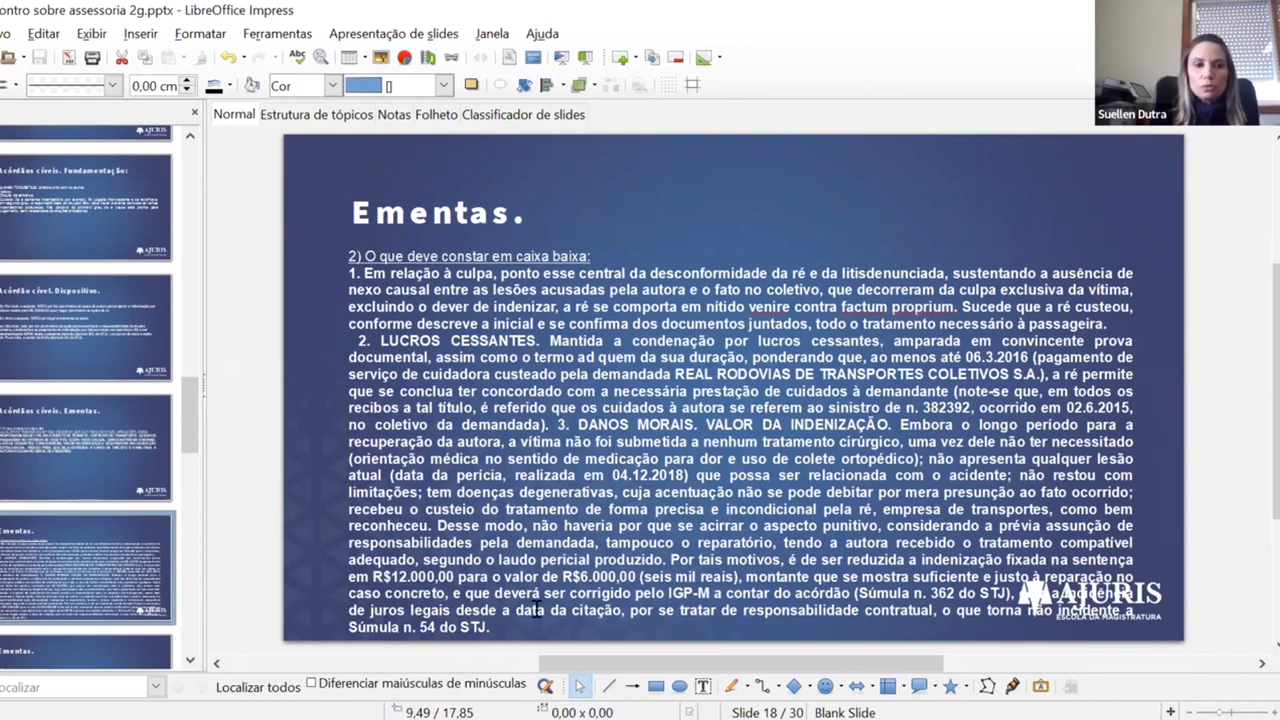 ontro sobre assessoria 2g.pptx - LibreOffice Impress
vo Editar Exibir Inserir Formatar Ferramentas Apresentação de slides Janela Ajuda
0,00 cm Cor
Normal Estrutura de tópicos Notas Folheto Classificador de slides
Suellen Dutra
AJURIS
Acórdãos cíveis. Fundamentação:
AJURIS
Acórdão cível. Dispositivo.
AJURIS
Acórdãos cíveis. Ementas.
AJURIS
Ementas.
AJURIS
Ementas.
Ementas.
2) O que deve constar em caixa baixa:
1. Em relação à culpa, ponto esse central da desconformidade da ré e da litisdenunciada, sustentando a ausência de
nexo causal entre as lesões acusadas pela autora e o fato no coletivo, que decorreram da culpa exclusiva da vítima,
excluindo o dever de indenizar, a ré se comporta em nítido venire contra factum proprium. Sucede que a ré custeou,
conforme descreve a inicial e se confirma dos documentos juntados, todo o tratamento necessário à passageira.
2. LUCROS CESSANTES. Mantida a condenação por lucros cessantes, amparada em convincente prova
documental, assim como o termo ad quem da sua duração, ponderando que, ao menos até 06.3.2016 (pagamento de
serviço de cuidadora custeado pela demandada REAL RODOVIAS DE TRANSPORTES COLETIVOS S.A.), a ré permite
que se conclua ter concordado com a necessária prestação de cuidados à demandante (note-se que, em todos os
recibos a tal título, é referido que os cuidados à autora se referem ao sinistro de n. 382392, ocorrido em 02.6.2015,
no coletivo da demandada). 3. DANOS MORAIS. VALOR DA INDENIZAÇÃO. Embora o longo período para a
recuperação da autora, a vítima não foi submetida a nenhum tratamento cirúrgico, uma vez dele não ter necessitado
(orientação médica no sentido de medicação para dor e uso de colete ortopédico); não apresenta qualquer lesão
atual (data da perícia, realizada em 04.12.2018) que possa ser relacionada com o acidente; não restou com
limitações; tem doenças degenerativas, cuja acentuação não se pode debitar por mera presunção ao fato ocorrido;
recebeu o custeio do tratamento de forma precisa e incondicional pela ré, empresa de transportes, como bem
reconheceu. Desse modo, não haveria por que se acirrar o aspecto punitivo, considerando a prévia assunção de
responsabilidade pela demandada, tampouco o reparatório, tendo a autora recebido o tratamento compatível
adequado, segundo o contexto produzido. Por tais razões, vai reduzida a indenização fixada na sentença
em R$12.000,00 para o valor de R$6.000,00 (seis mil reais), montante que se mostra suficiente e justo à reparação no
caso concreto, que deve ser corrigido pelo IGP-M (Súmula n. 362 do STJ), com a incidência
de juros legais desde a data da citação, por se tratar de responsabilidade contratual, o que torna não incidente a
Súmula n. 54 do STJ.
AJURIS
ESCOLA DA MAGISTRATURA
ocalizar Localizar todos Diferenciar maiúsculas de minúsculas
9,49 / 17,85 0,00 x 0,00 Slide 18 / 30 Blank Slide